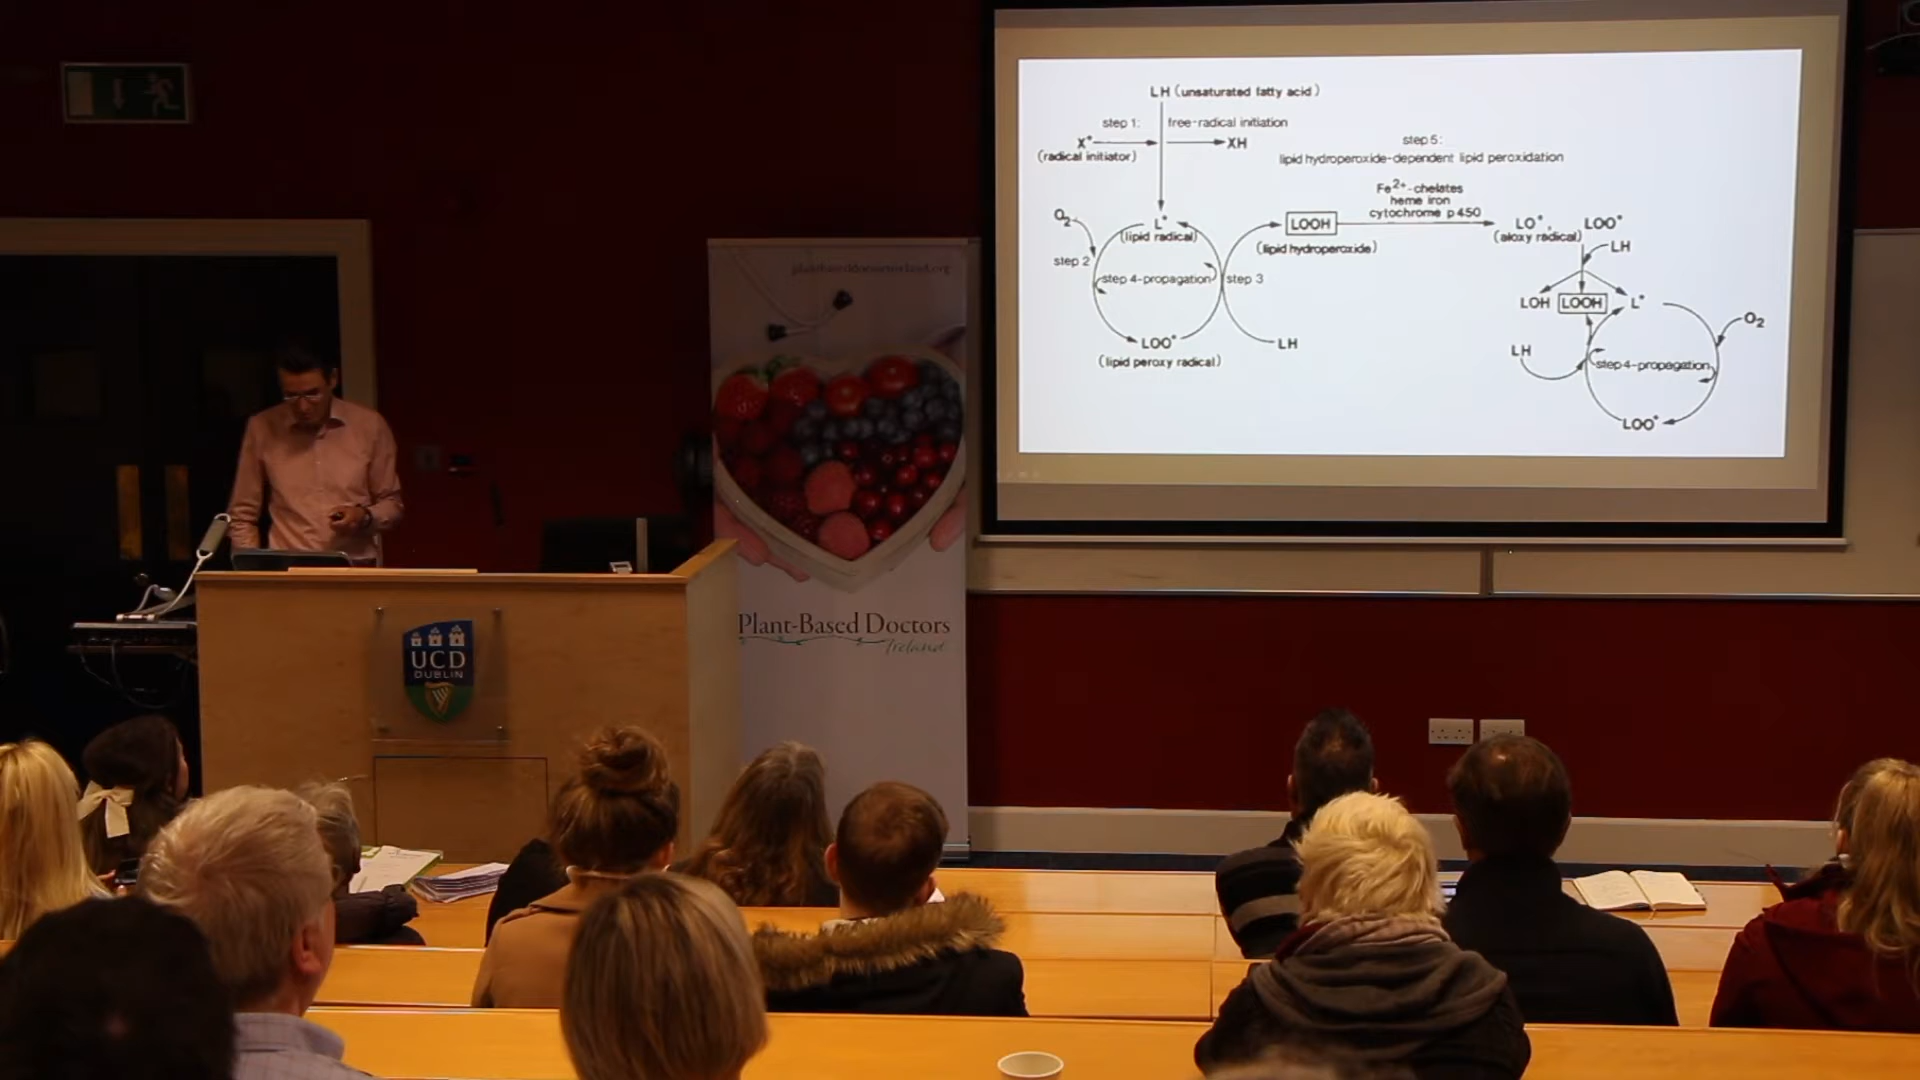 LH (unsaturated fatty acid)
step 1:
free-radical initiation
X•
XH
(radical initiator)
step 5:
lipid hydroperoxide-dependent lipid peroxidation
Fe2+-chelates
heme iron
cytochrome p450
O2
L•
(lipid radical)
LOOH
(lipid hydroperoxide)
LO•,
LOO•
(aloxy radical)
LH
step 2
step 4-propagation
step 3
LOH
LOOH
L•
O2
LOO•
(lipid peroxy radical)
LH
LH
step 4-propagation
LOO•
Plant-Based Doctors
Ireland
UCD
DUBLIN